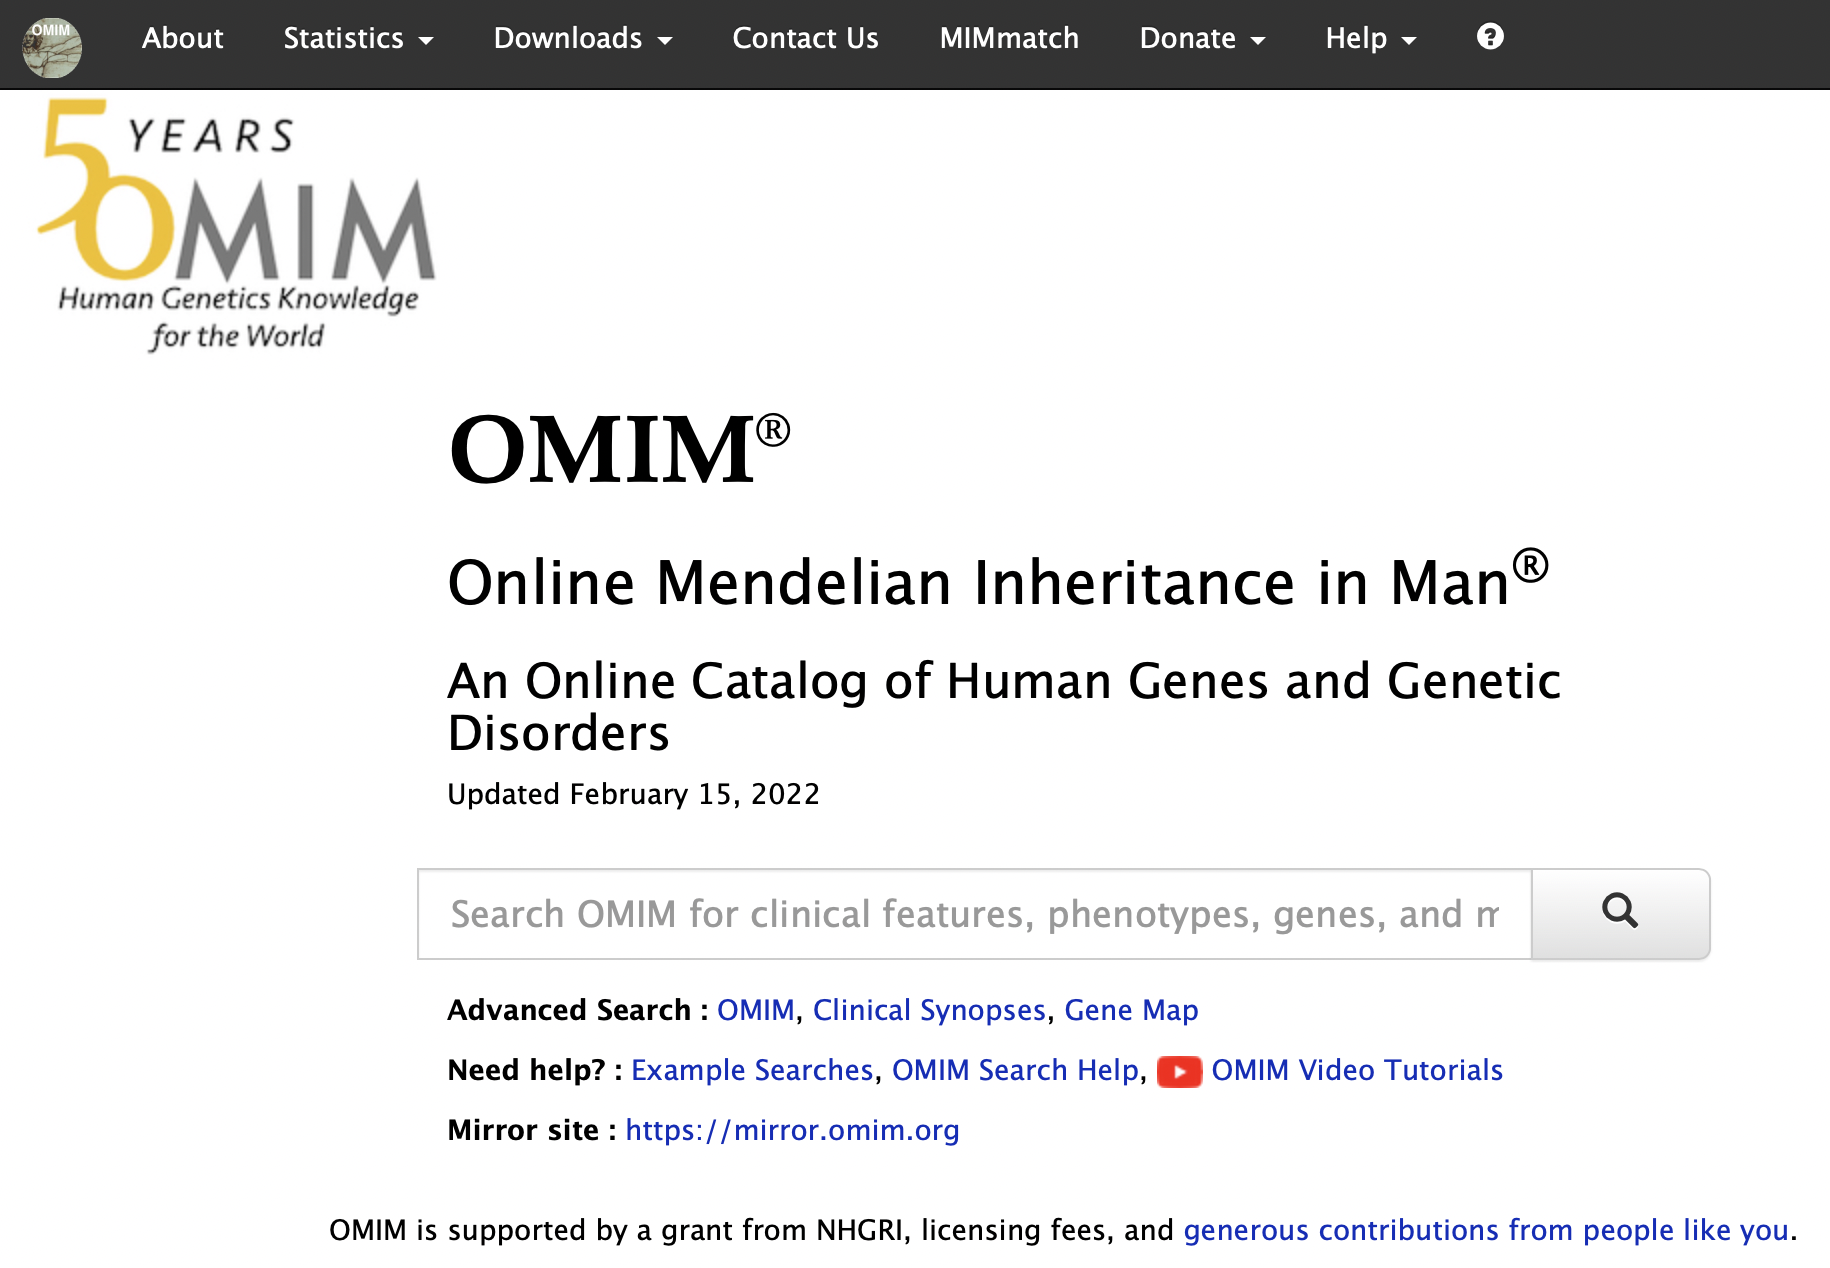 OMIM
About Statistics Downloads Contact Us MIMmatch Donate Help ?
50 YEARS
OMIM
Human Genetics Knowledge
for the World
OMIM®
Online Mendelian Inheritance in Man®
An Online Catalog of Human Genes and Genetic
Disorders
Updated February 15, 2022
Search OMIM for clinical features, phenotypes, genes, and m
Advanced Search : OMIM, Clinical Synopses, Gene Map
Need help? : Example Searches, OMIM Search Help, OMIM Video Tutorials
Mirror site : https://mirror.omim.org
OMIM is supported by a grant from NHGRI, licensing fees, and generous contributions from people like you.